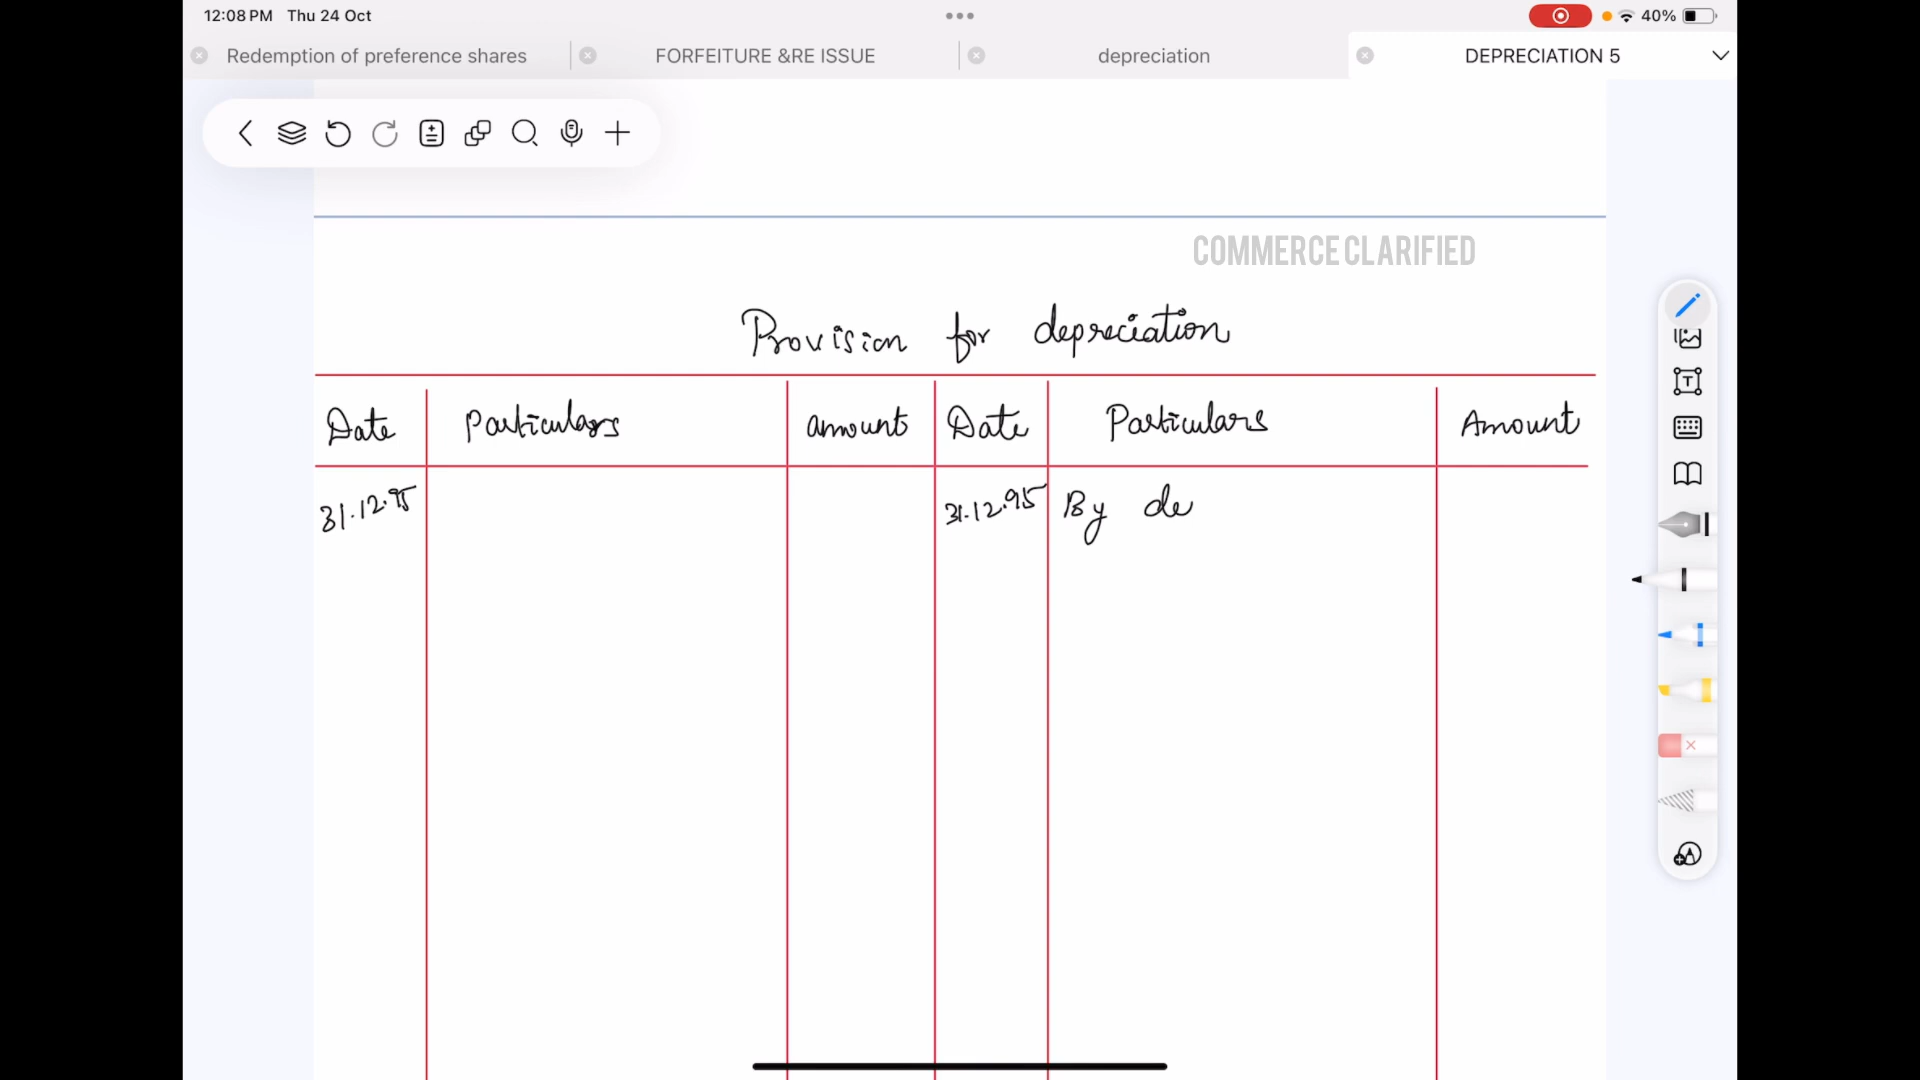 12:08 PM Thu 24 Oct 40%
Redemption of preference shares FORFEITURE &RE ISSUE depreciation DEPRECIATION 5
COMMERCE CLARIFIED
Provision for depreciation
Date Particulars amount Date Particulars Amount
31.12.95 31.12.95 By de